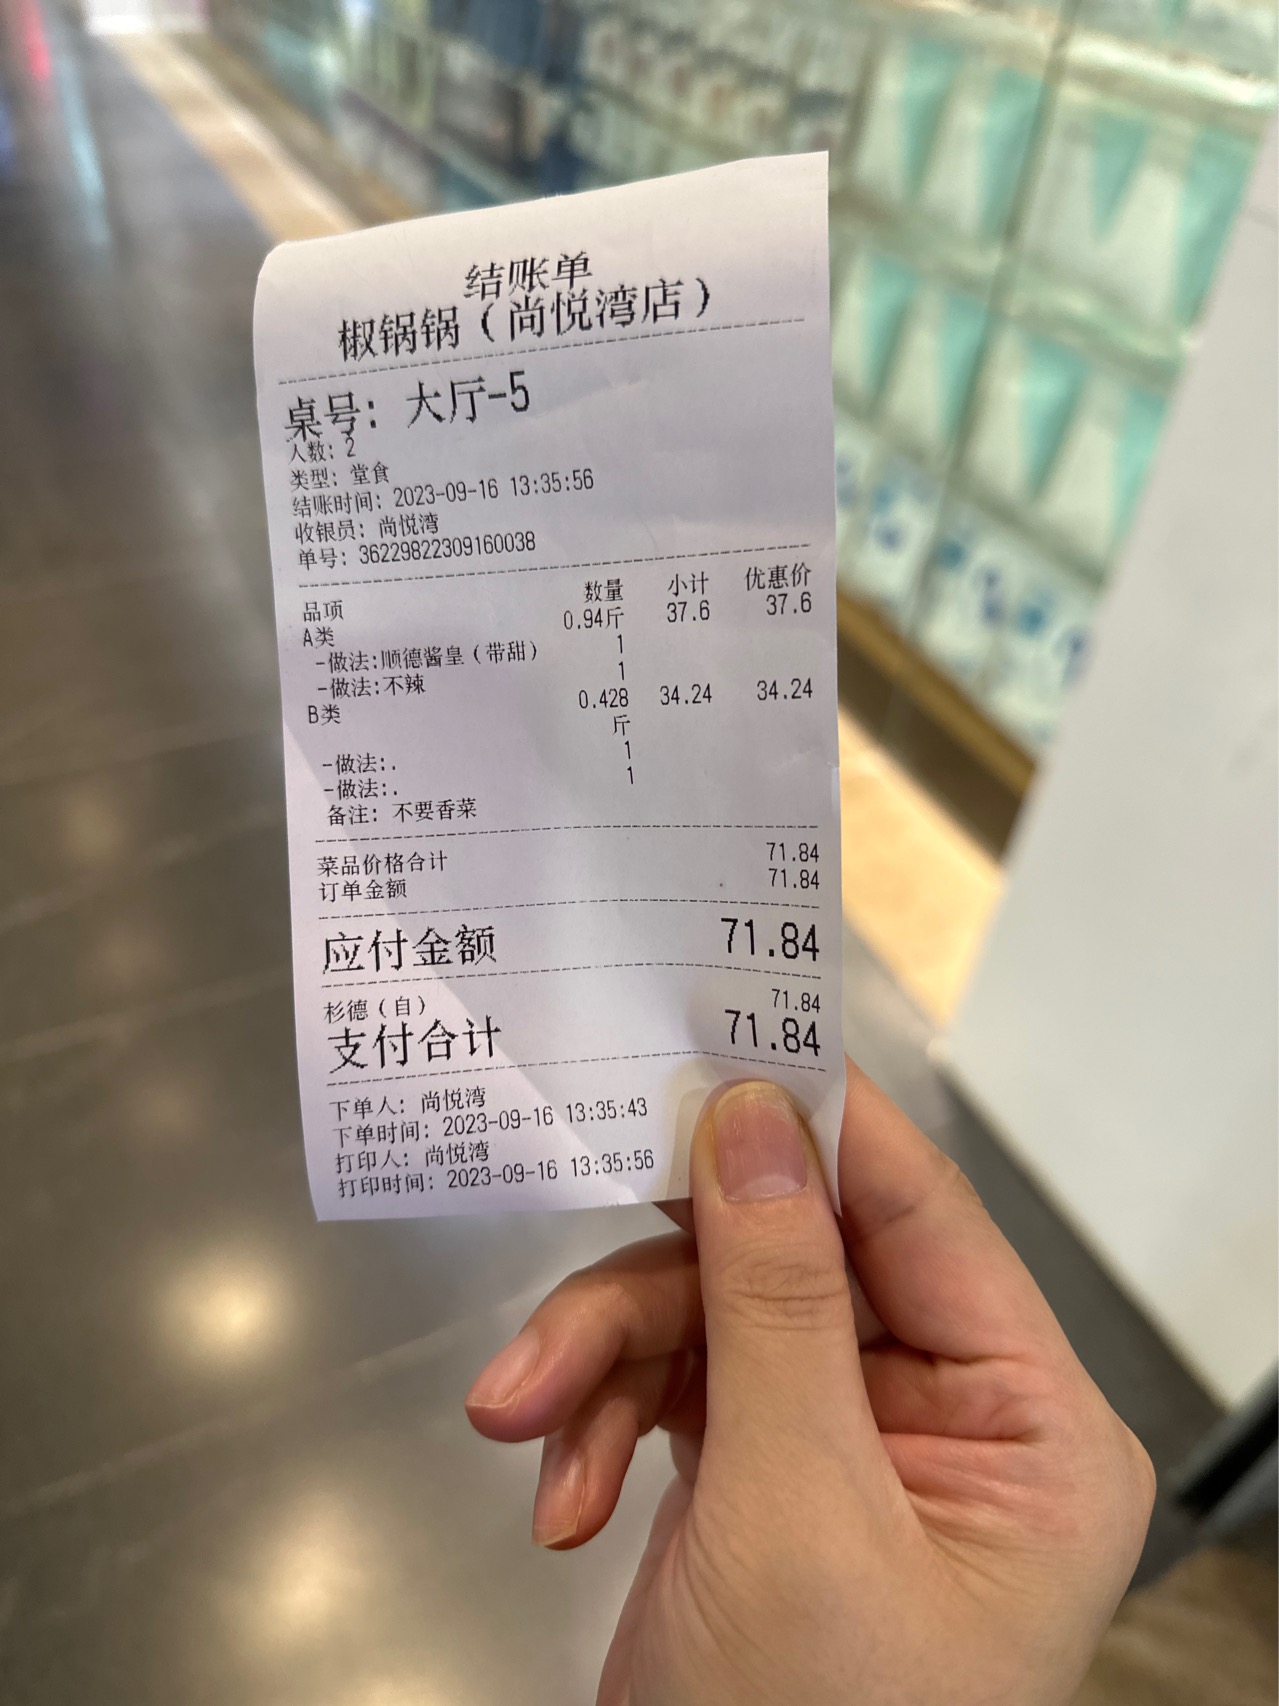 结账单
椒锅锅（尚悦湾店）
桌号：大厅-5
人数：2
类型：堂食
结账时间：2023-09-16 13:35:56
收银员：尚悦湾
单号：36229822309160038
品项 数量 小计 优惠价
A类 0.94斤 37.6 37.6
-做法:顺德酱皇（带甜） 1
-做法:不辣 1
B类 0.428 34.24 34.24
斤
-做法:. 1
-做法:. 1
备注：不要香菜
菜品价格合计 71.84
订单金额 71.84
应付金额 71.84
杉德（自） 71.84
支付合计 71.84
下单人：尚悦湾
下单时间：2023-09-16 13:35:43
打印人：尚悦湾
打印时间：2023-09-16 13:35:56